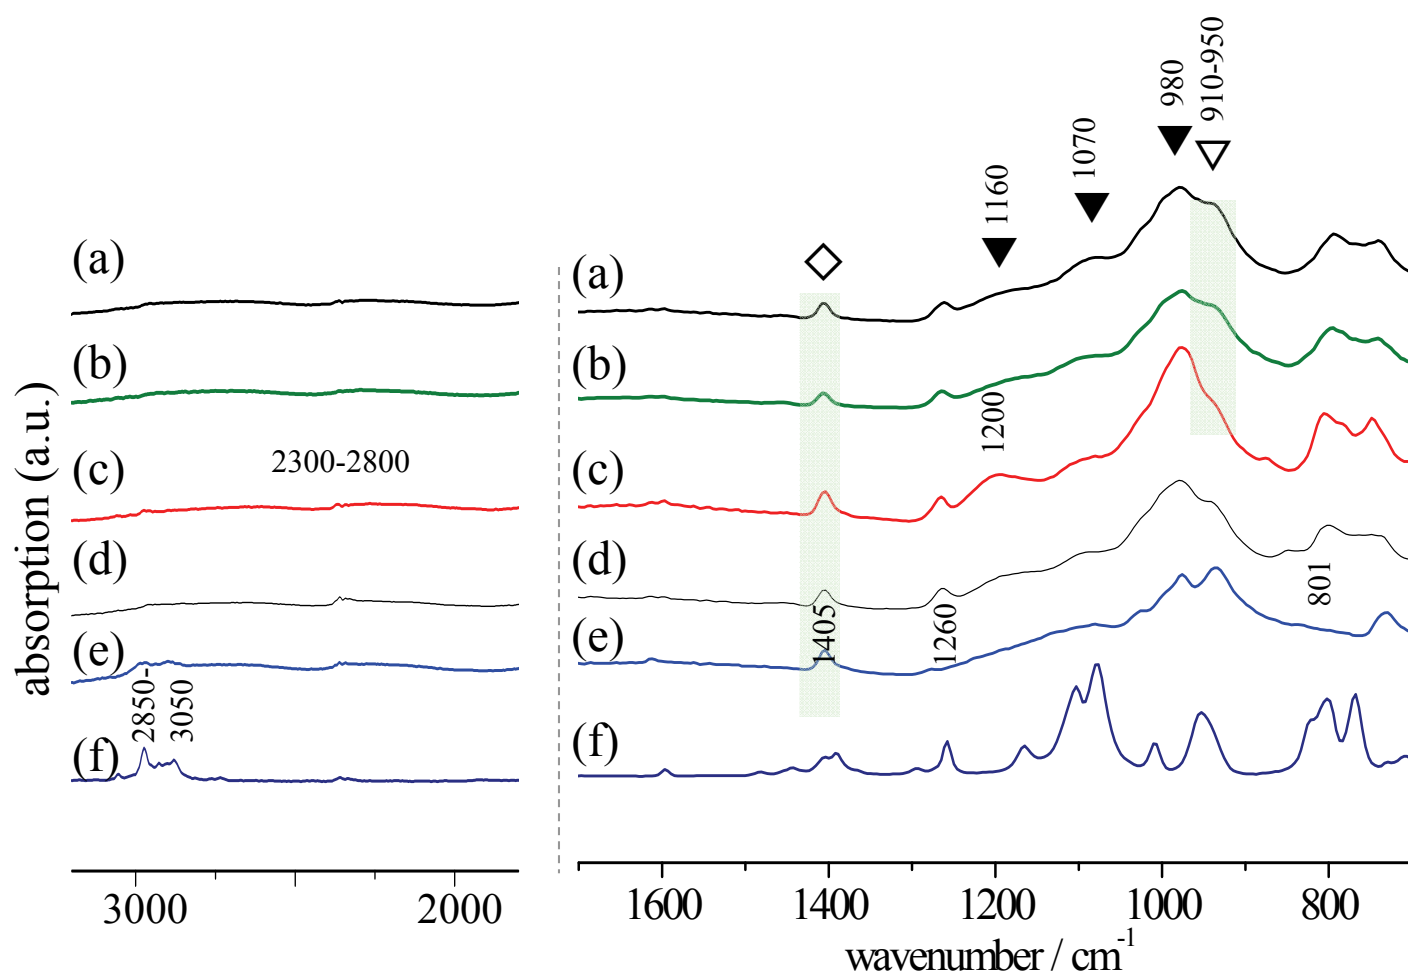 980
910-950
1070
1160
(a)
(a)
(b)
(b)
1200
(c)
2300-2800
(c)
(d)
(d)
801
1405
1260
(e)
(e)
2850-
3050
(f)
(f)
absorption (a.u.)
3000
2000
1600
1400
1200
1000
800
wavenumber / cm-1